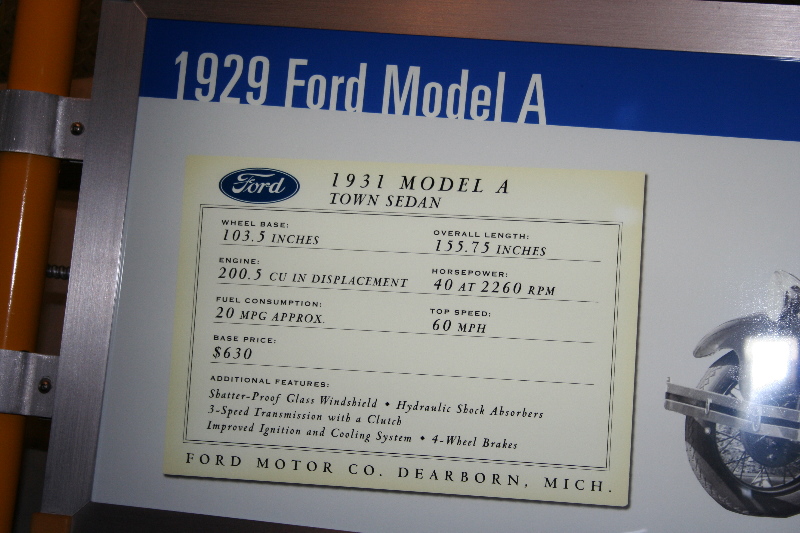 1929 Ford Model A
Ford
1931 MODEL A
TOWN SEDAN
WHEEL BASE:
103.5 INCHES
OVERALL LENGTH:
155.75 INCHES
ENGINE:
200.5 CU IN DISPLACEMENT
HORSEPOWER:
40 AT 2260 RPM
FUEL CONSUMPTION:
20 MPG APPROX.
TOP SPEED:
60 MPH
BASE PRICE:
$630
ADDITIONAL FEATURES:
Shatter-Proof Glass Windshield • Hydraulic Shock Absorbers
3-Speed Transmission with a Clutch
Improved Ignition and Cooling System • 4-Wheel Brakes
FORD MOTOR CO. DEARBORN, MICH.